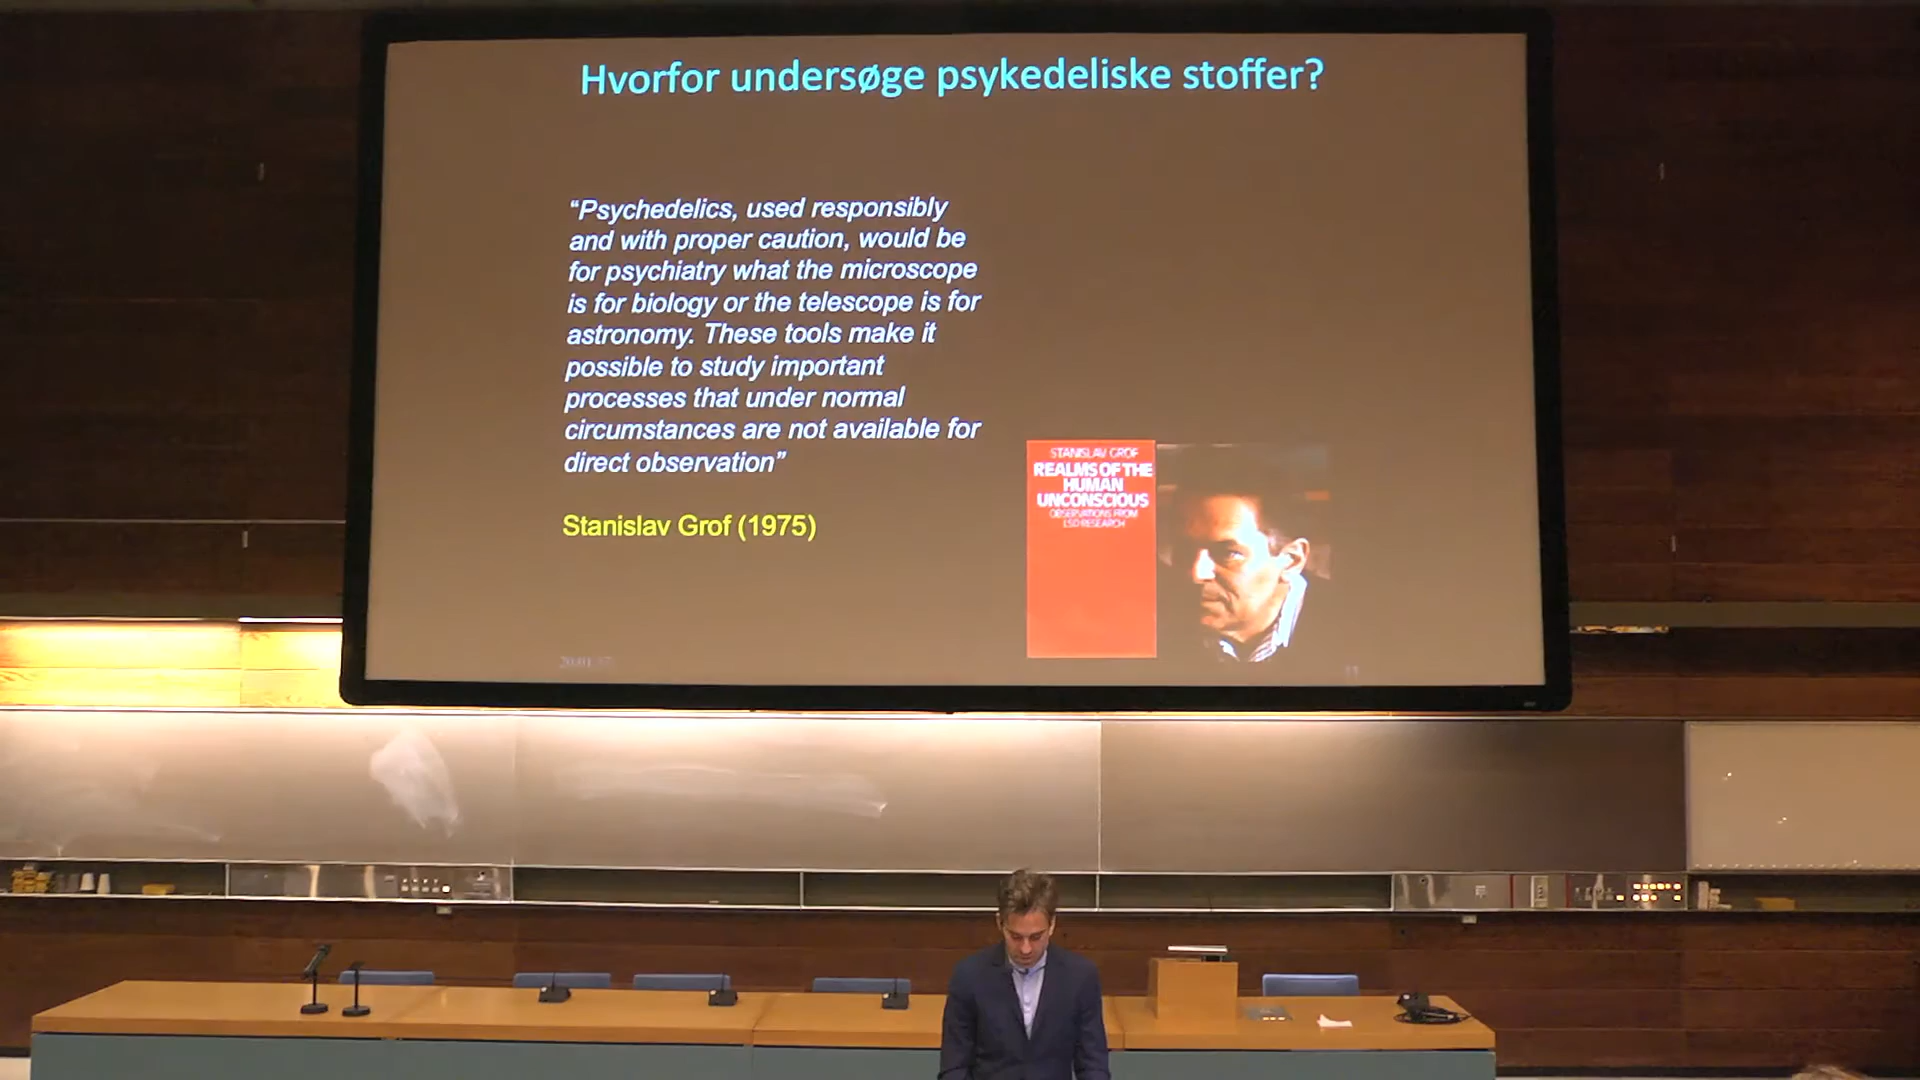 Hvorfor undersøge psykedeliske stoffer?
“Psychedelics, used responsibly
and with proper caution, would be
for psychiatry what the microscope
is for biology or the telescope is for
astronomy. These tools make it
possible to study important
processes that under normal
circumstances are not available for
direct observation”
Stanislav Grof (1975)
STANISLAV GROF
REALMS OF THE
HUMAN
UNCONSCIOUS
OBSERVATIONS FROM
LSD RESEARCH